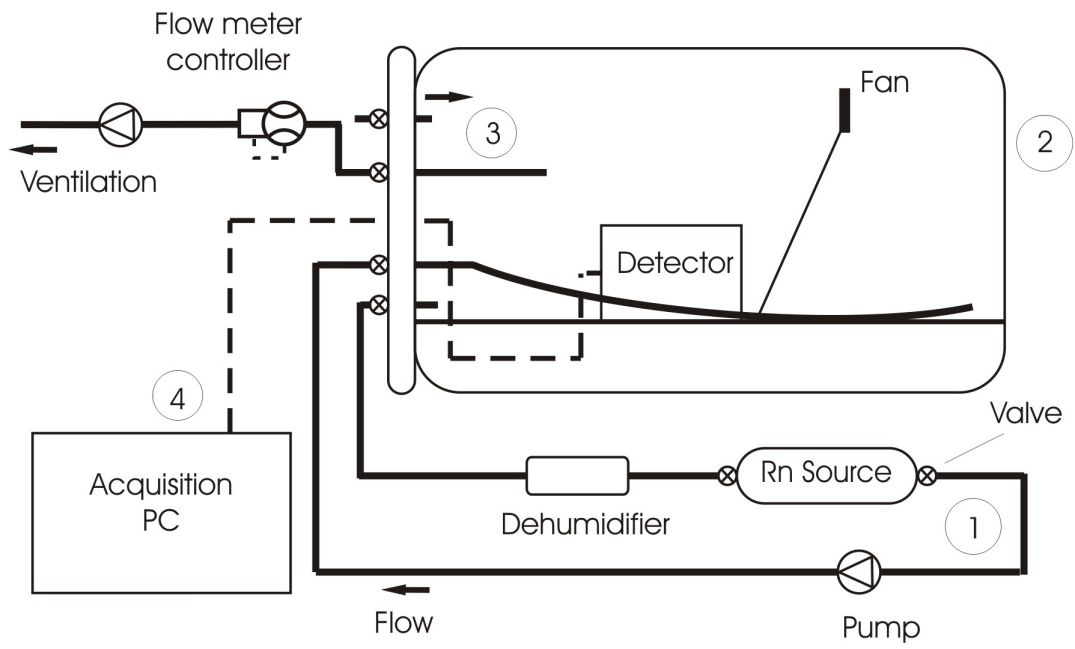 Flow meter
controller
Fan
3
2
Ventilation
Detector
4
Valve
Acquisition
PC
Rn Source
Dehumidifier
1
Flow
Pump